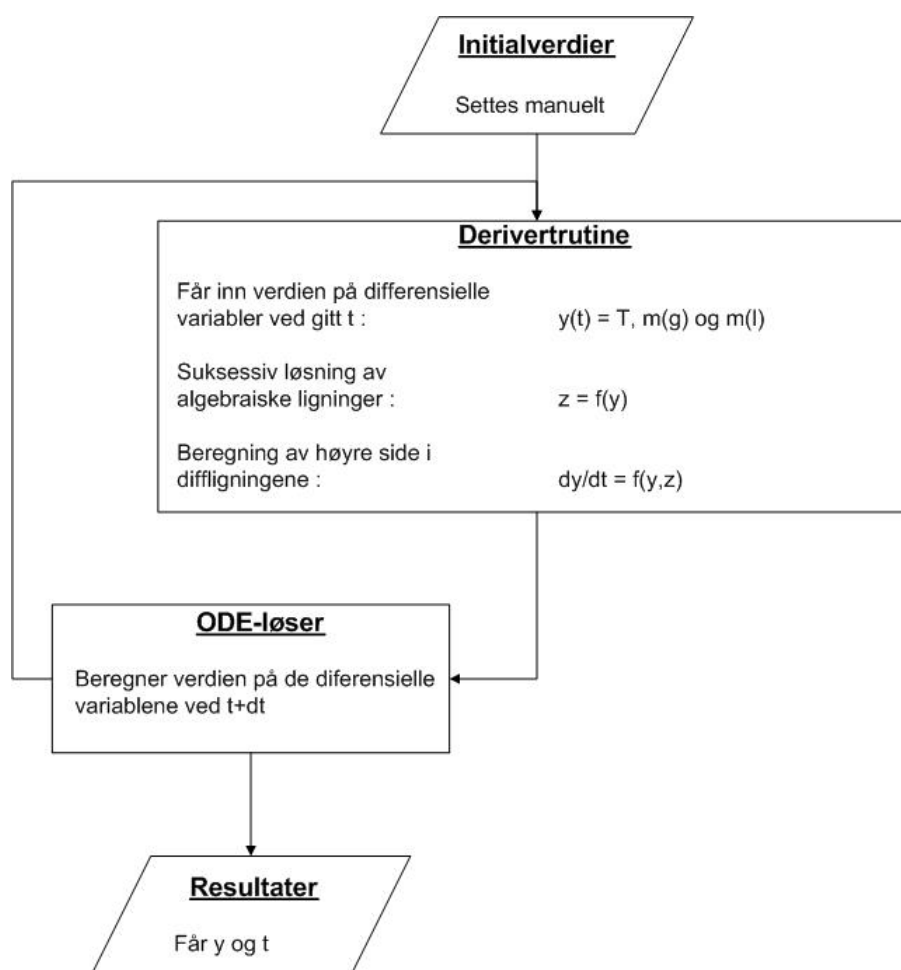 Initialverdier
Settes manuelt
Derivertrutine
Får inn verdien på differensielle
variabler ved gitt t : y(t) = T, m(g) og m(l)
Suksessiv løsning av
algebraiske ligninger : z = f(y)
Beregning av høyre side i
diffligningene : dy/dt = f(y,z)
ODE-løser
Beregner verdien på de diferensielle
variablene ved t+dt
Resultater
Får y og t